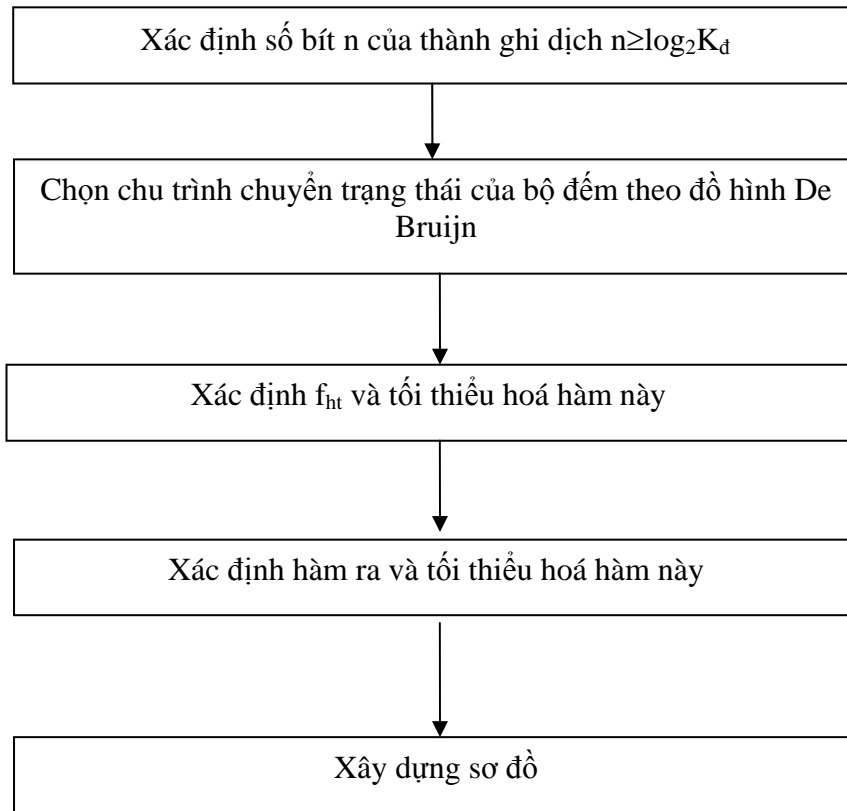 Xác định số bít n của thành ghi dịch n≥log₂Kđ
Chọn chu trình chuyển trạng thái của bộ đếm theo đồ hình De
Bruijn
Xác định fht và tối thiểu hoá hàm này
Xác định hàm ra và tối thiểu hoá hàm này
Xây dựng sơ đồ